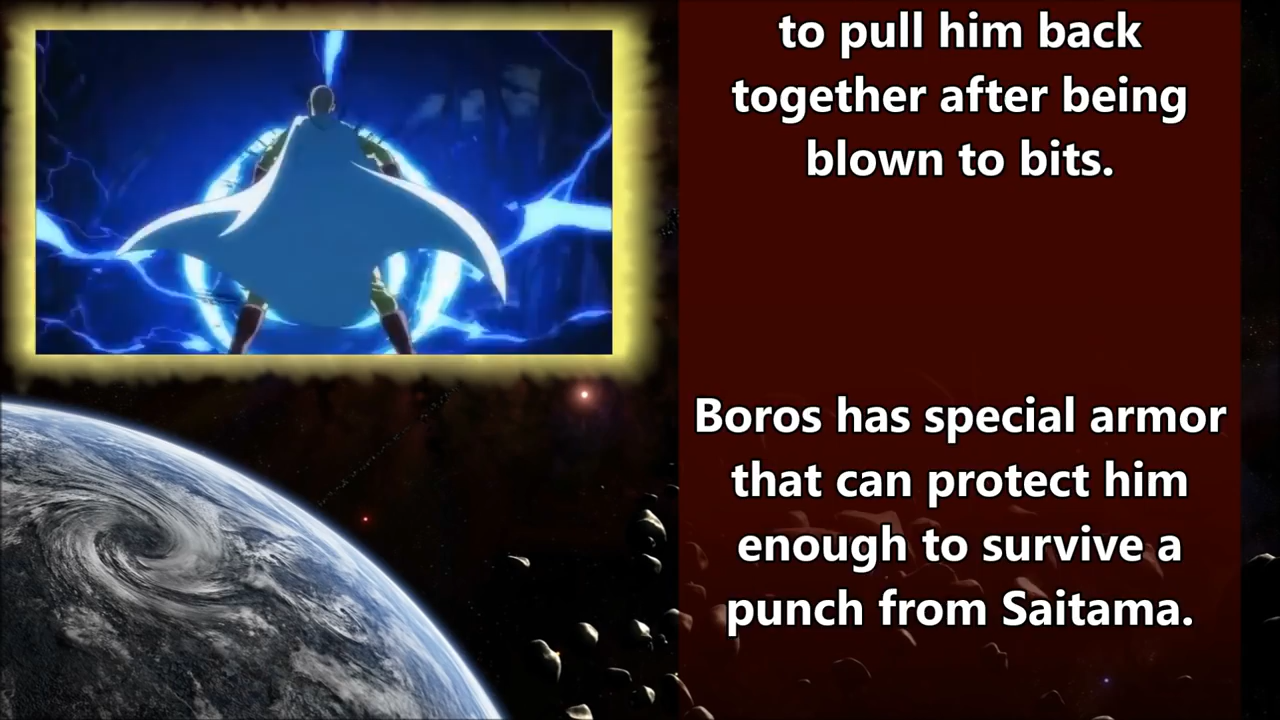 to pull him back
together after being
blown to bits.
Boros has special armor
that can protect him
enough to survive a
punch from Saitama.